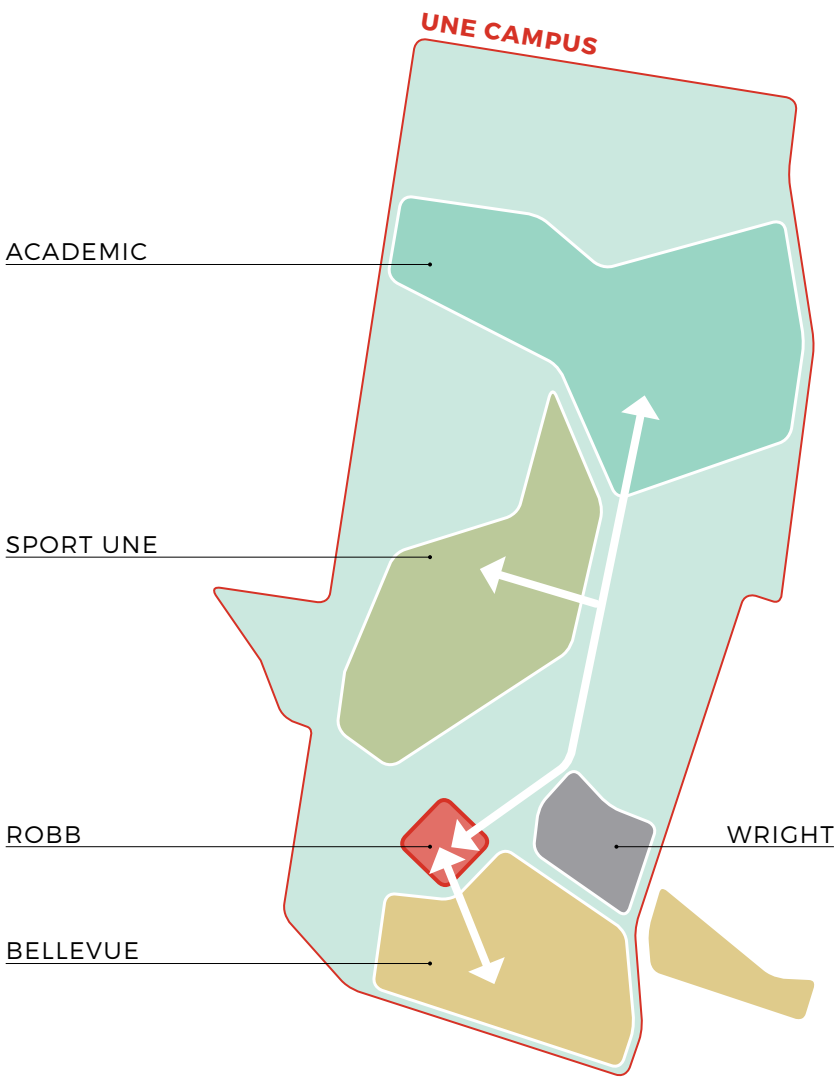 UNE CAMPUS
ACADEMIC
SPORT UNE
ROBB
WRIGHT
BELLEVUE